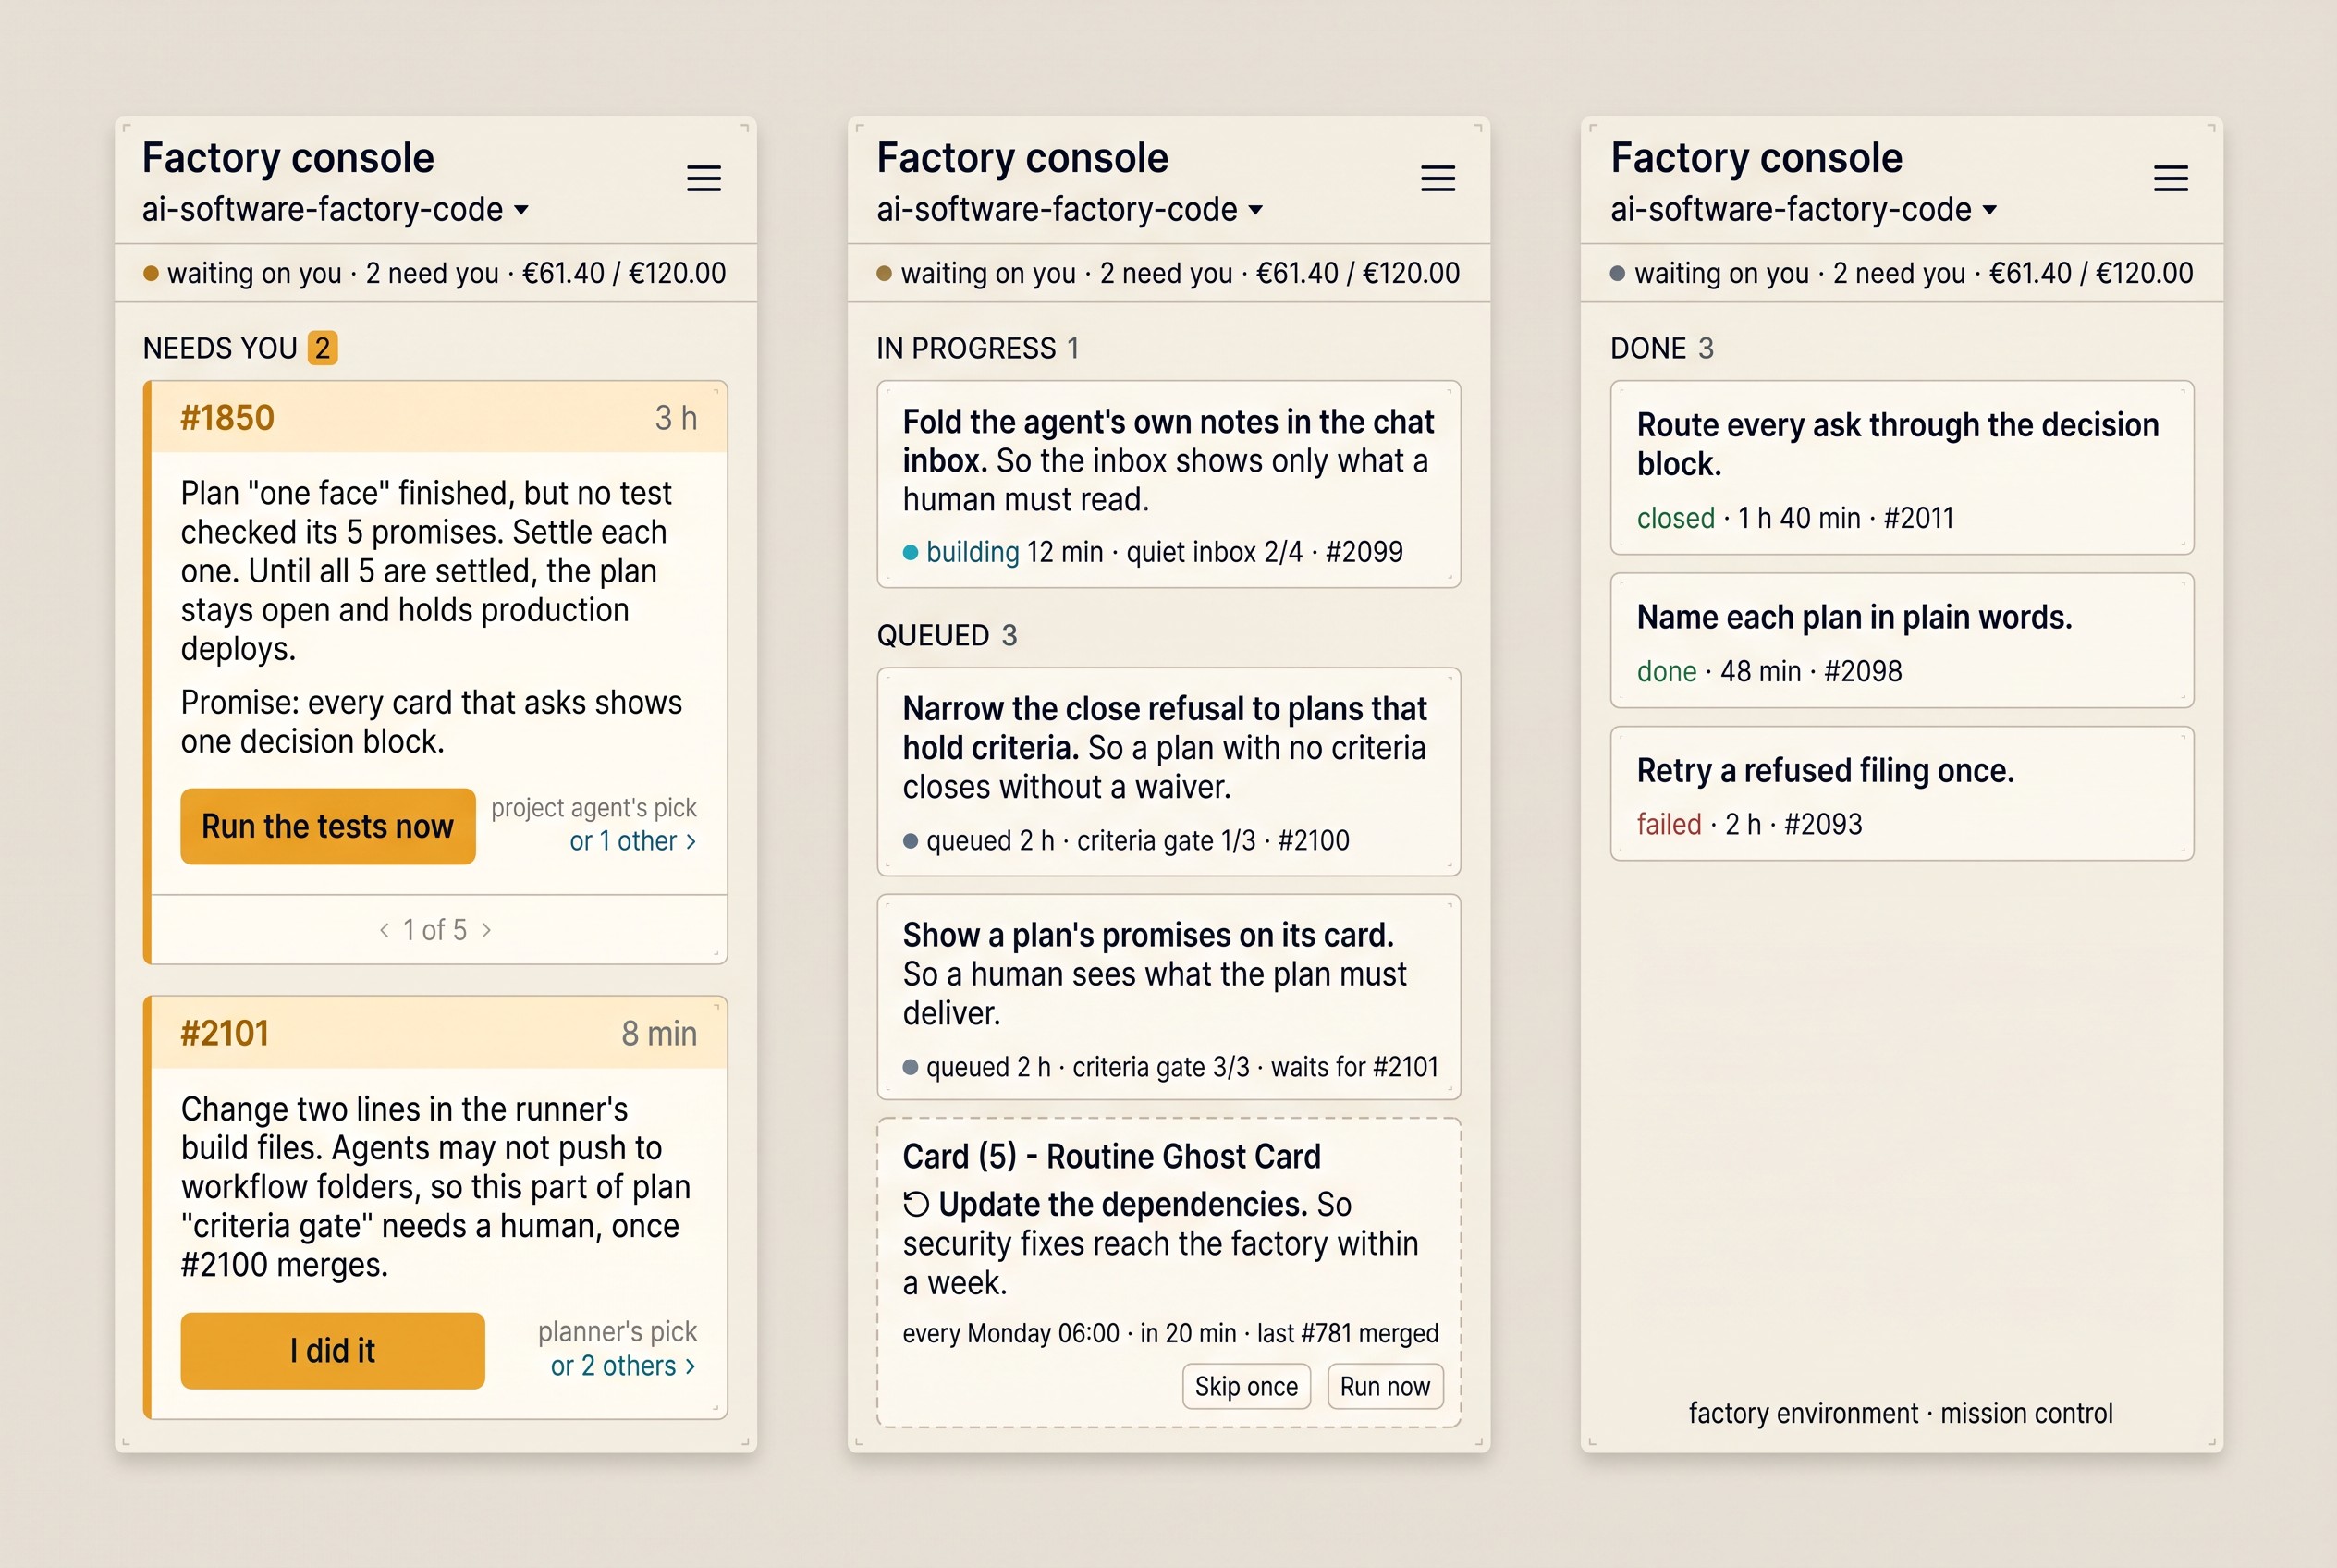 Factory console
ai-software-factory-code
waiting on you · 2 need you · €61.40 / €120.00
NEEDS YOU 2
#1850 3 h
Plan "one face" finished, but no test
checked its 5 promises. Settle each
one. Until all 5 are settled, the plan
stays open and holds production
deploys.
Promise: every card that asks shows
one decision block.
Run the tests now
project agent's pick
or 1 other >
< 1 of 5 >
#2101 8 min
Change two lines in the runner's
build files. Agents may not push to
workflow folders, so this part of plan
"criteria gate" needs a human, once
#2100 merges.
I did it
planner's pick
or 2 others >
Factory console
ai-software-factory-code
waiting on you · 2 need you · €61.40 / €120.00
IN PROGRESS 1
Fold the agent's own notes in the chat
inbox. So the inbox shows only what a
human must read.
building 12 min · quiet inbox 2/4 · #2099
QUEUED 3
Narrow the close refusal to plans that
hold criteria. So a plan with no criteria
closes without a waiver.
queued 2 h · criteria gate 1/3 · #2100
Show a plan's promises on its card.
So a human sees what the plan must
deliver.
queued 2 h · criteria gate 3/3 · waits for #2101
Card (5) - Routine Ghost Card
Update the dependencies. So
security fixes reach the factory within
a week.
every Monday 06:00 · in 20 min · last #781 merged
Skip once Run now
Factory console
ai-software-factory-code
waiting on you · 2 need you · €61.40 / €120.00
DONE 3
Route every ask through the decision
block.
closed · 1 h 40 min · #2011
Name each plan in plain words.
done · 48 min · #2098
Retry a refused filing once.
failed · 2 h · #2093
factory environment · mission control